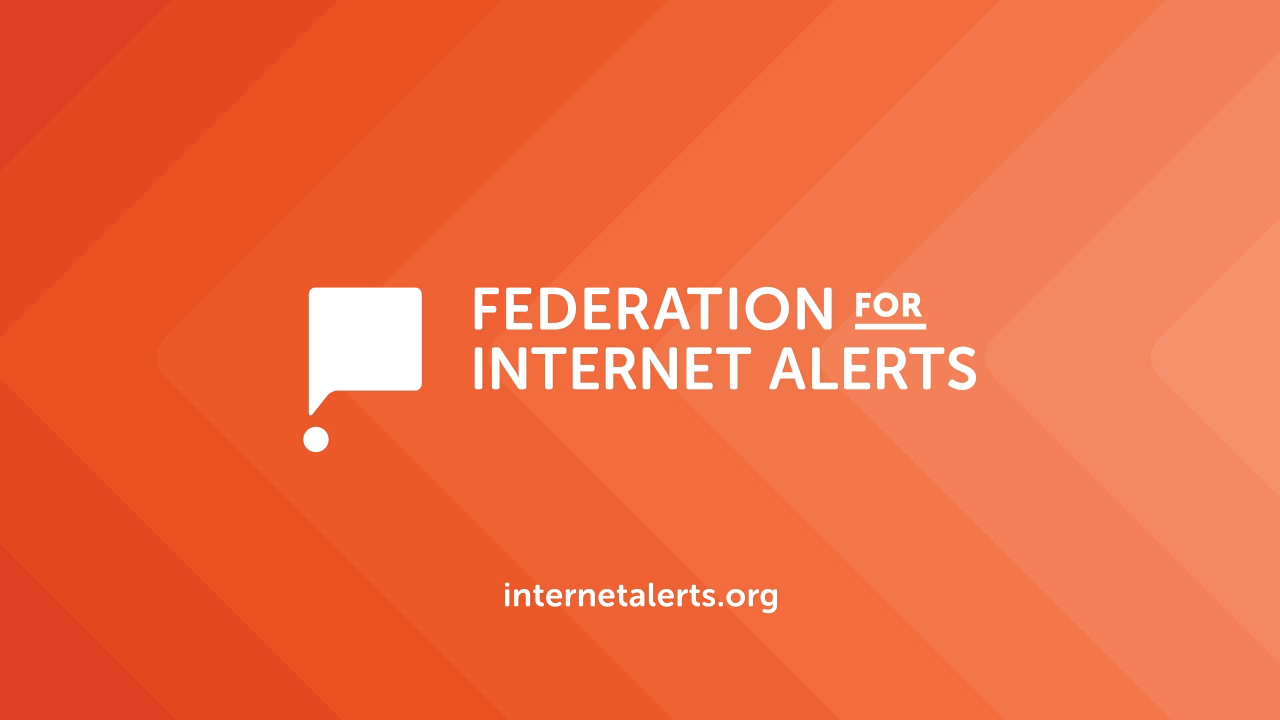 FEDERATION FOR
INTERNET ALERTS
internetalerts.org